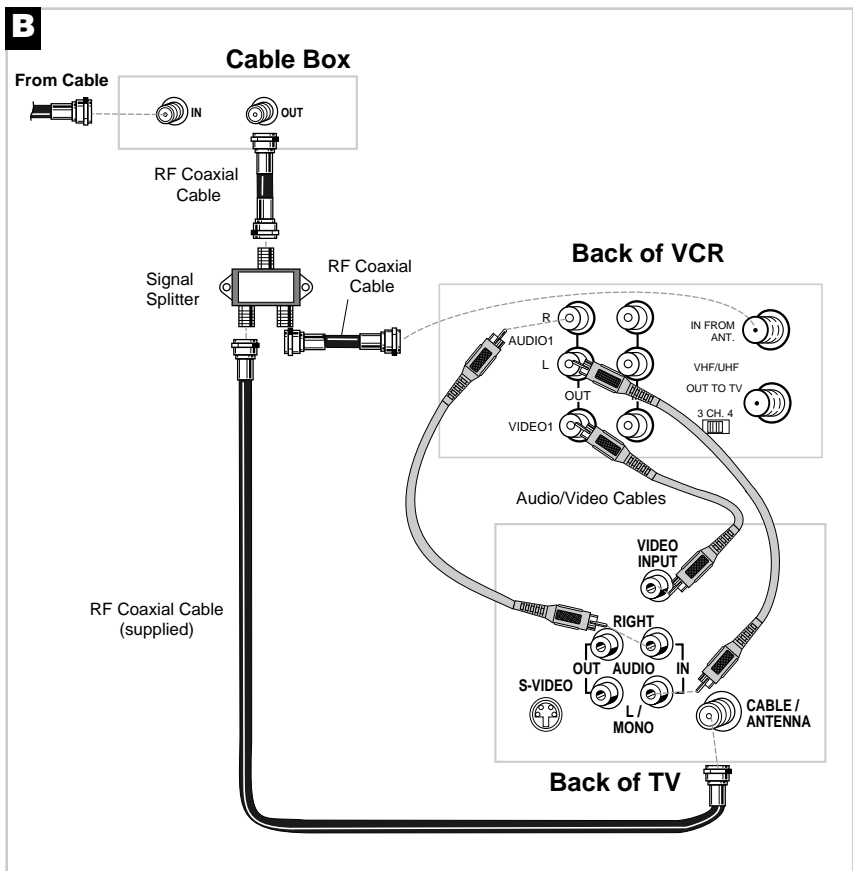 B
Cable Box
From Cable
IN
OUT
RF Coaxial
Cable
Signal
Splitter
RF Coaxial
Cable
Back of VCR
R
AUDIO1
L
OUT
VIDEO1
IN FROM
ANT.
VHF/UHF
OUT TO TV
3 CH. 4
Audio/Video Cables
VIDEO
INPUT
RF Coaxial Cable
(supplied)
RIGHT
OUT AUDIO IN
S-VIDEO
L /
MONO
CABLE /
ANTENNA
Back of TV